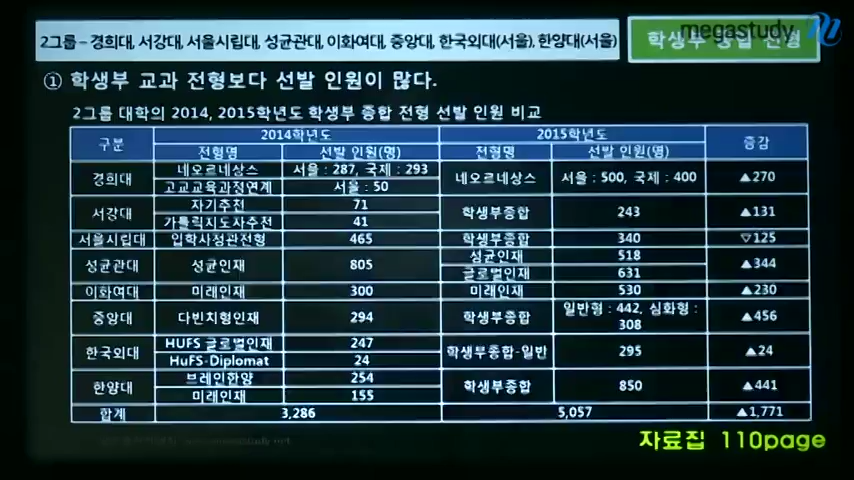 megastudy
2그룹 – 경희대, 서강대, 서울시립대, 성균관대, 이화여대, 중앙대, 한국외대(서울), 한양대(서울)
학생부 종합 전형
① 학생부 교과 전형보다 선발 인원이 많다.
2그룹 대학의 2014, 2015학년도 학생부 종합 전형 선발 인원 비교
구분 2014학년도 2015학년도 증감
전형명 선발 인원(명) 전형명 선발 인원(명)
경희대 네오르네상스 서울 : 287, 국제 : 293 네오르네상스 서울 : 500, 국제 : 400 ▲270
고교교육과정연계 서울 : 50
서강대 자기추천 71 학생부종합 243 ▲131
가톨릭지도자추천 41
서울시립대 입학사정관전형 465 학생부종합 340 ▽125
성균관대 성균인재 805 성균인재 518 ▲344
글로벌인재 631
이화여대 미래인재 300 미래인재 530 ▲230
중앙대 다빈치형인재 294 학생부종합 일반형 : 442, 심화형 :
308 ▲456
한국외대 HUFS 글로벌인재 247 학생부종합-일반 295 ▲24
HuFS-Diplomat 24
한양대 브레인한양 254 학생부종합 850 ▲441
미래인재 155
합계 3,286 5,057 ▲1,771
자료집 110page